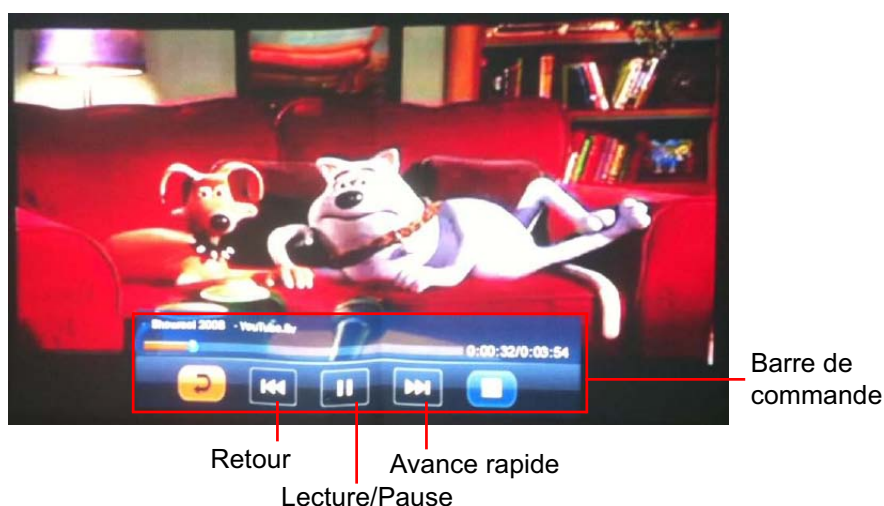 Showreel 2008 - YouTube.flv
0:00:32/0:03:54
Barre de
commande
Retour
Avance rapide
Lecture/Pause